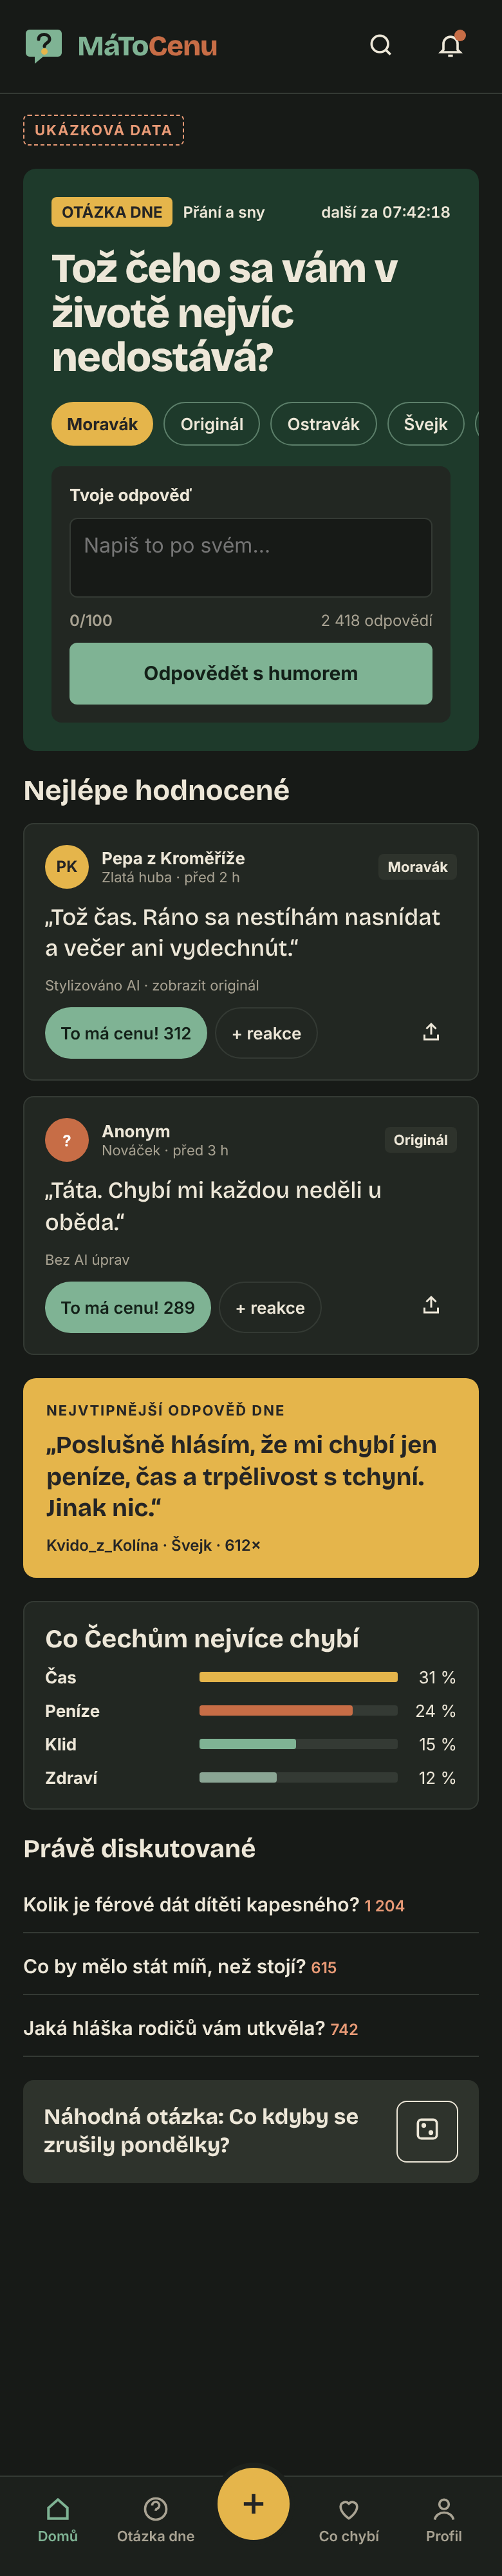 MáToCenu
UKÁZKOVÁ DATA
OTÁZKA DNE Přání a sny další za 07:42:18
Tož čeho sa vám v
životě nejvíc
nedostává?
Moravák Originál Ostravák Švejk
Tvoje odpověď
Napiš to po svém…
0/100 2 418 odpovědí
Odpovědět s humorem
Nejlépe hodnocené
PK Pepa z Kroměříže Moravák
Zlatá huba · před 2 h
„Tož čas. Ráno sa nestíhám nasnídat
a večer ani vydechnút.“
Stylizováno AI · zobrazit originál
To má cenu! 312 + reakce
? Anonym Originál
Nováček · před 3 h
„Táta. Chybí mi každou neděli u
oběda.“
Bez AI úprav
To má cenu! 289 + reakce
NEJVTIPNĚJŠÍ ODPOVĚĎ DNE
„Poslušně hlásím, že mi chybí jen
peníze, čas a trpělivost s tchyní.
Jinak nic.“
Kvido_z_Kolína · Švejk · 612×
Co Čechům nejvíce chybí
Čas 31 %
Peníze 24 %
Klid 15 %
Zdraví 12 %
Právě diskutované
Kolik je férové dát dítěti kapesného? 1 204
Co by mělo stát míň, než stojí? 615
Jaká hláška rodičů vám utkvěla? 742
Náhodná otázka: Co kdyby se
zrušily pondělky?
Domů Otázka dne + Co chybí Profil